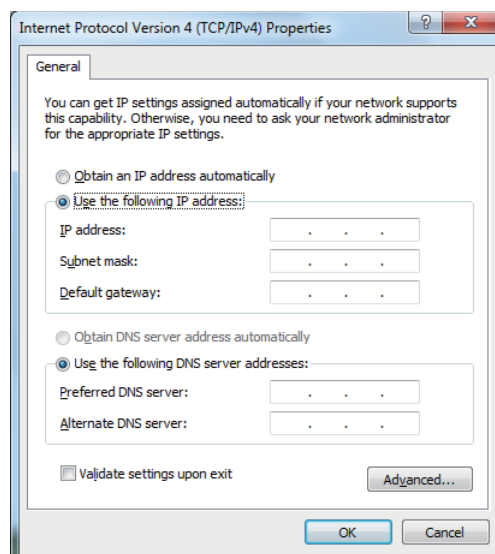 Internet Protocol Version 4 (TCP/IPv4) Properties
General
You can get IP settings assigned automatically if your network supports
this capability. Otherwise, you need to ask your network administrator
for the appropriate IP settings.
Obtain an IP address automatically
Use the following IP address:
IP address:
Subnet mask:
Default gateway:
Obtain DNS server address automatically
Use the following DNS server addresses:
Preferred DNS server:
Alternate DNS server:
Validate settings upon exit
Advanced...
OK
Cancel